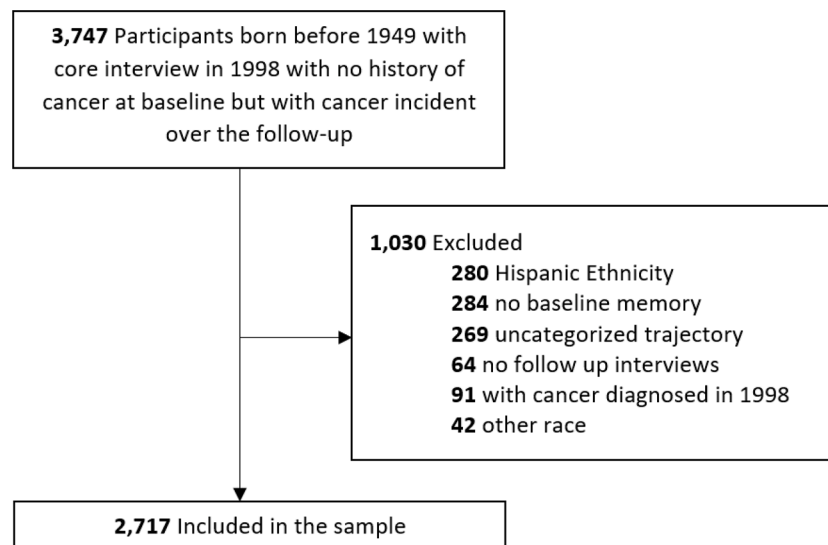 3,747 Participants born before 1949 with
core interview in 1998 with no history of
cancer at baseline but with cancer incident
over the follow-up
1,030 Excluded
280 Hispanic Ethnicity
284 no baseline memory
269 uncategorized trajectory
64 no follow up interviews
91 with cancer diagnosed in 1998
42 other race
2,717 Included in the sample